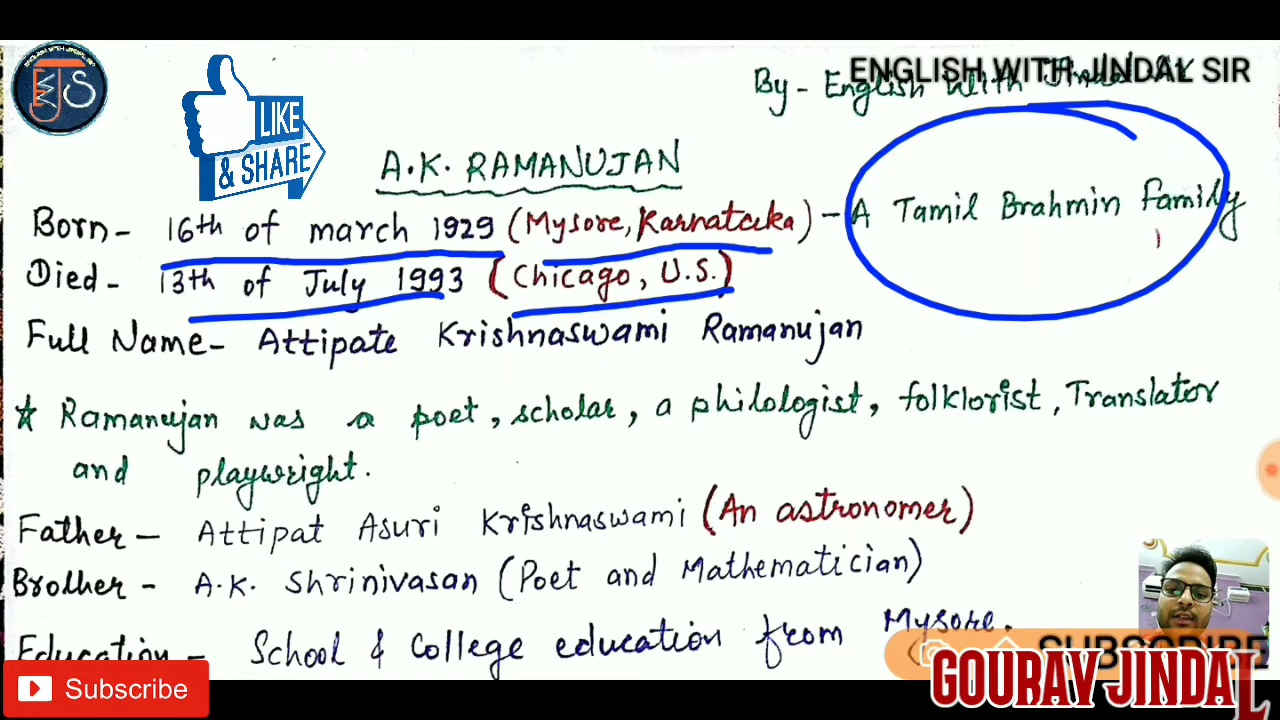 ENGLISH WITH JINDAL SIR
By - English With
LIKE
& SHARE
A.K. RAMANUJAN
Born - 16th of march 1929 (Mysore, Karnataka) - A Tamil Brahmin family
Died - 13th of July 1993 (Chicago, U.S.)
Full Name - Attipate Krishnaswami Ramanujan
★ Ramanujan was a poet, scholar, a philologist, folklorist, Translator
and playwright.
Father - Attipat Asuri Krishnaswami (An astronomer)
Brother - A.K. Shrinivasan (Poet and Mathematician)
Education - School & College education from Mysore.
SUBSCRIBE
Subscribe
GOURAV JINDAL